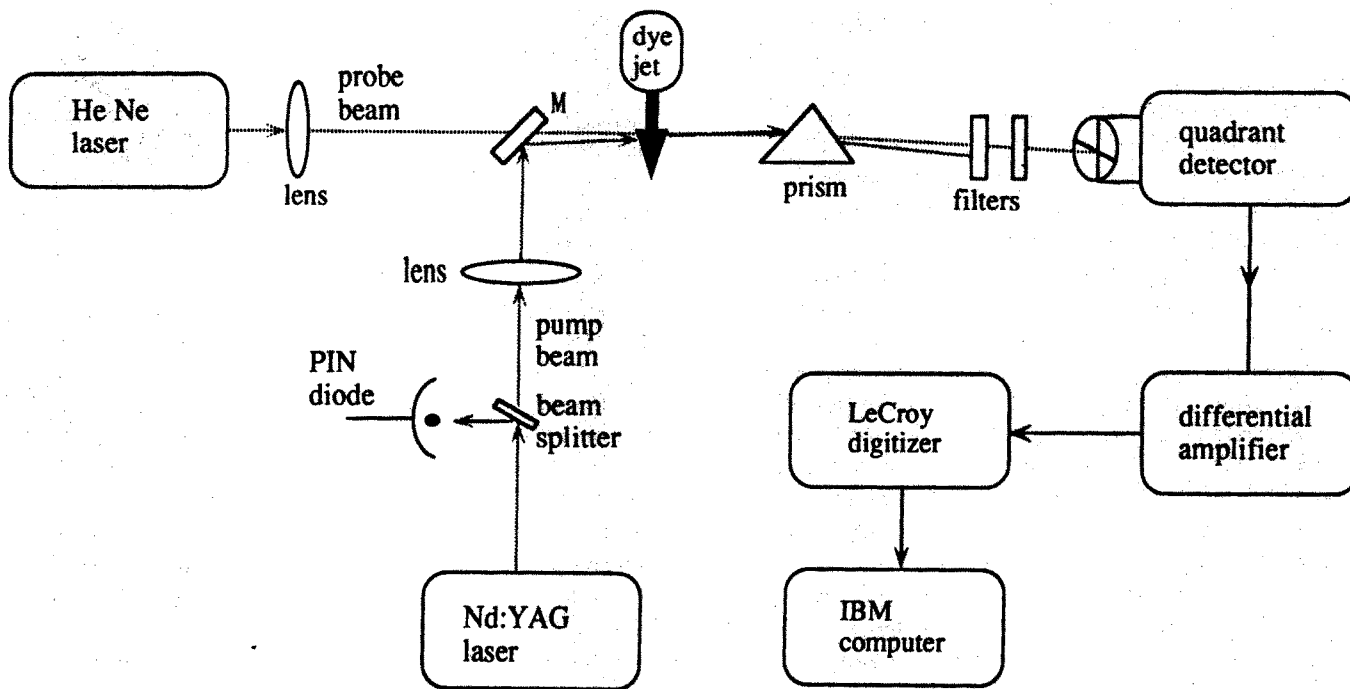 dye
jet
He Ne
laser
probe
beam
M
lens
prism
filters
quadrant
detector
lens
pump
beam
PIN
diode
beam
splitter
LeCroy
digitizer
differential
amplifier
Nd:YAG
laser
IBM
computer